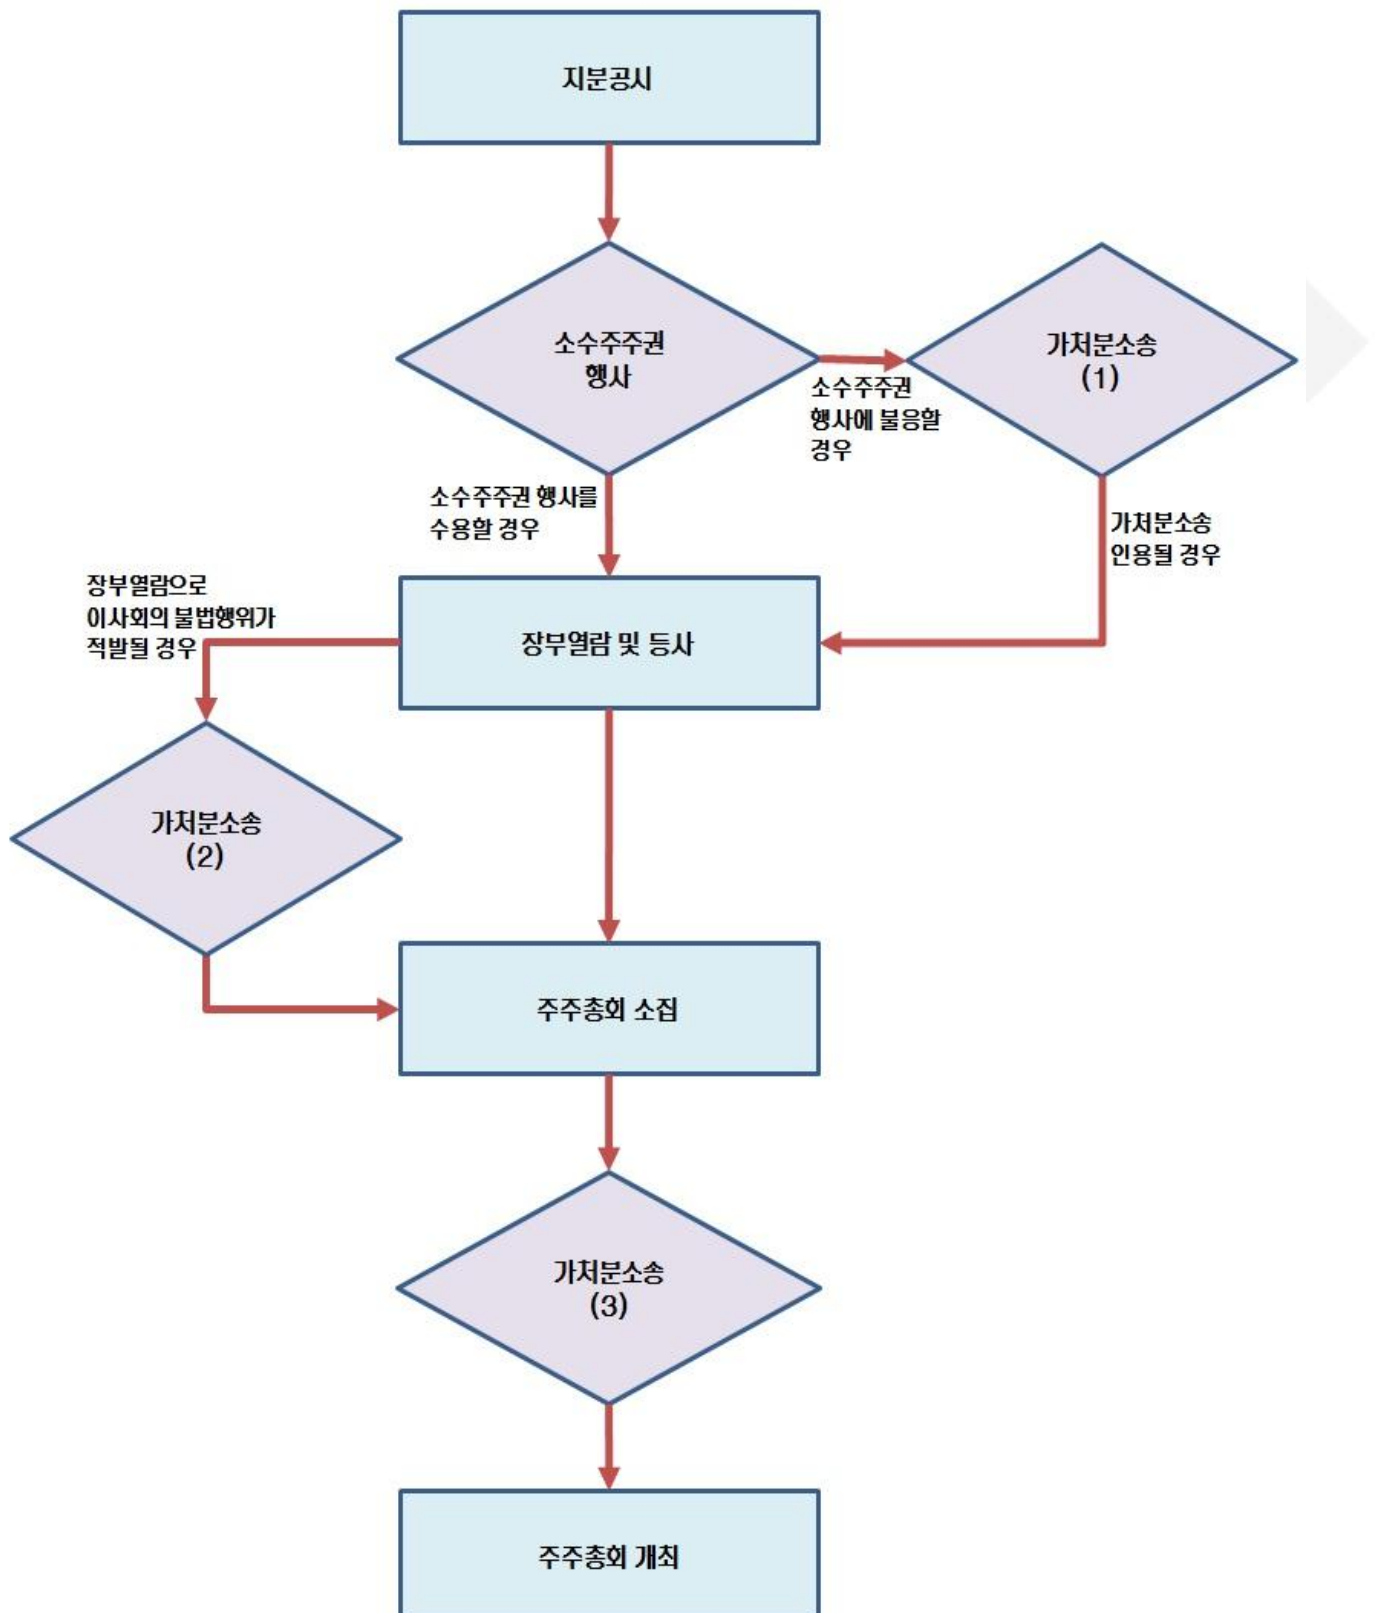 지분공시
소수주주권
행사
가처분소송
(1)
소수주주권
행사에 불응할
경우
소수주주권 행사를
수용할 경우
가처분소송
인용될 경우
장부열람으로
이사회의 불법행위가
적발될 경우
장부열람 및 등사
가처분소송
(2)
주주총회 소집
가처분소송
(3)
주주총회 개최